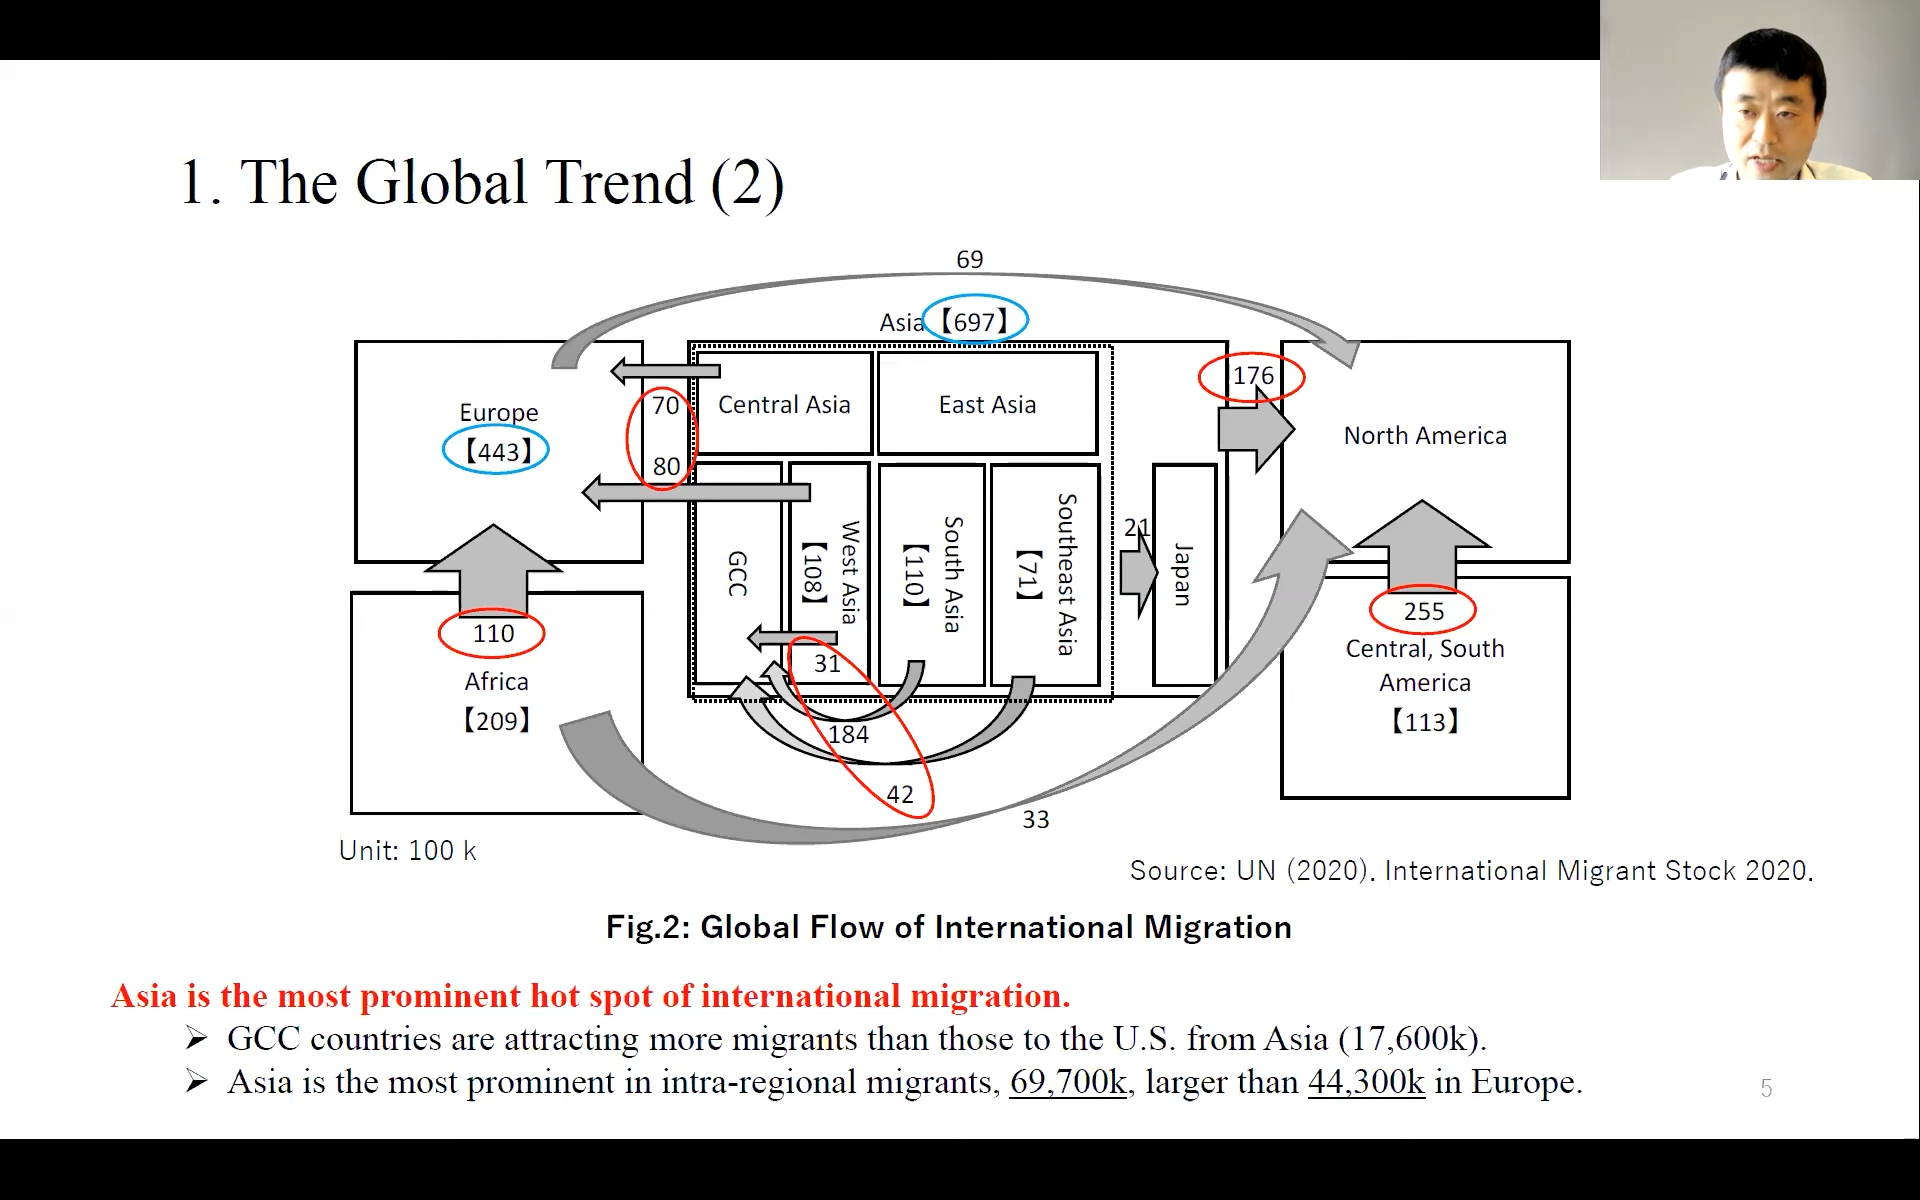 1. The Global Trend (2)
69
Asia【697】
176
Europe
【443】
70
80
Central Asia
East Asia
North America
GCC
West Asia
【108】
South Asia
【110】
Southeast Asia
【71】
21
Japan
110
Africa
【209】
31
184
42
33
255
Central, South
America
【113】
Unit: 100 k
Source: UN (2020). International Migrant Stock 2020.
Fig.2: Global Flow of International Migration
Asia is the most prominent hot spot of international migration.
➢ GCC countries are attracting more migrants than those to the U.S. from Asia (17,600k).
➢ Asia is the most prominent in intra-regional migrants, 69,700k, larger than 44,300k in Europe.
5